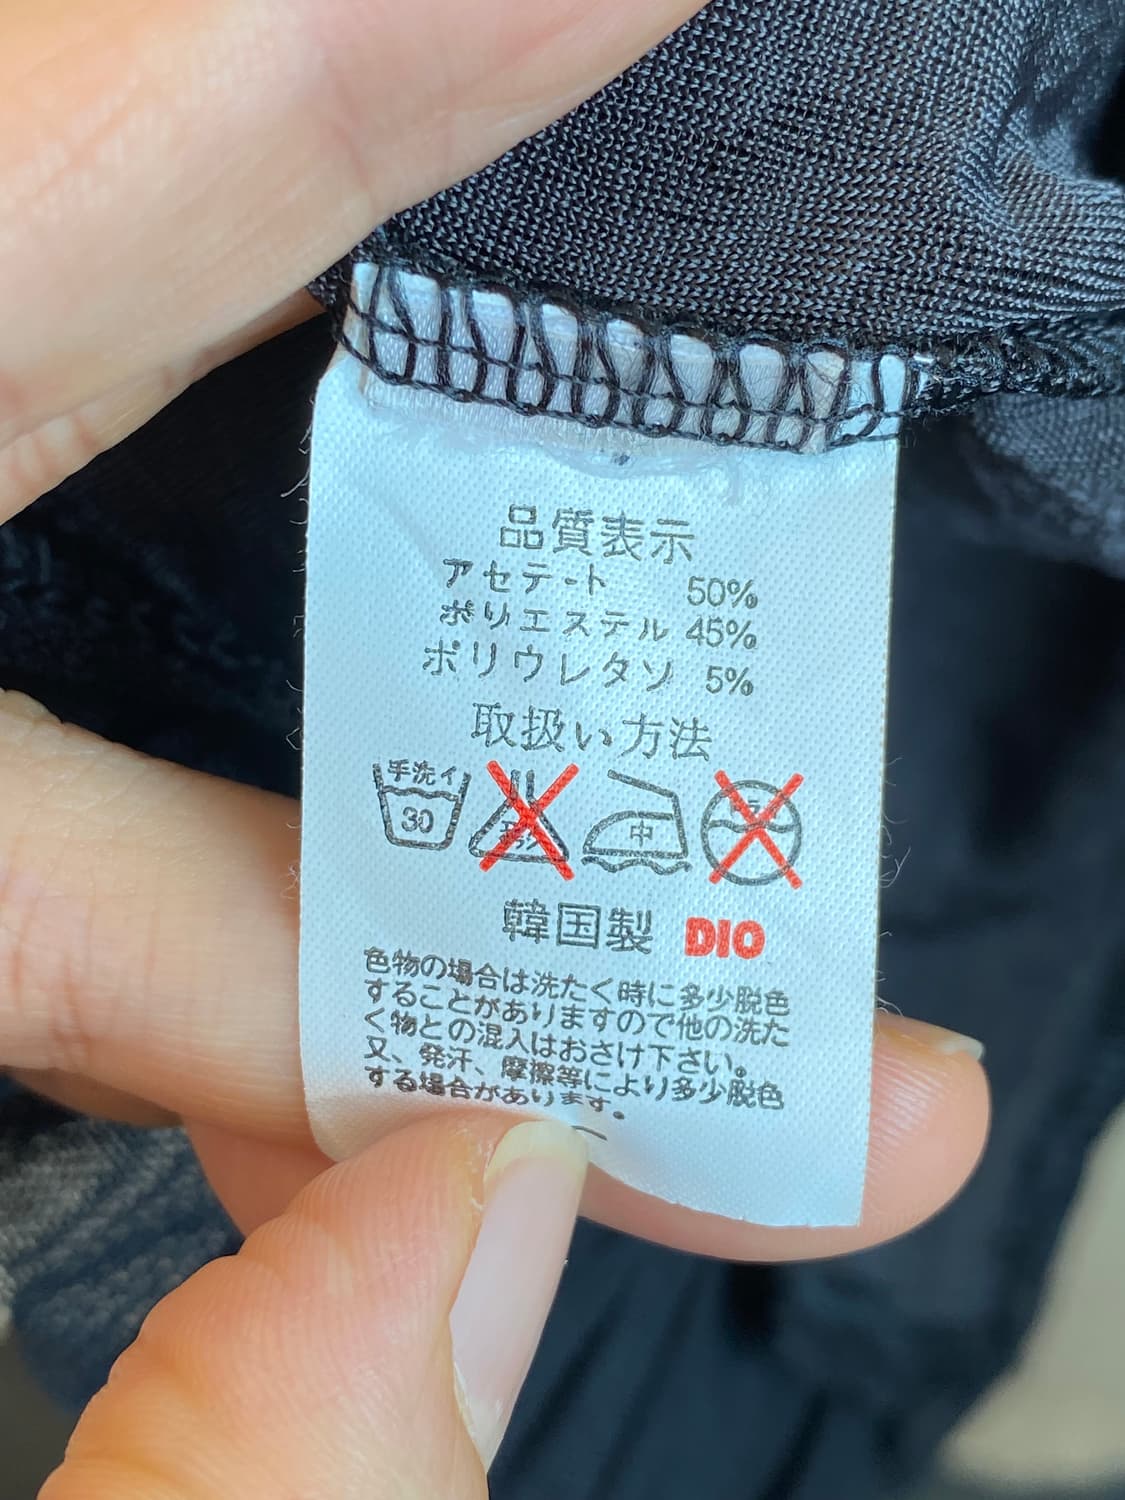 品質表示
アセテート 50%
ポリエステル 45%
ポリウレタソ 5%
取扱い方法
手洗イ
30
中
韓国製 DIO
色物の場合は洗たく時に多少脱色
することがありますので他の洗た
く物との混入はおさけ下さい。
又、発汗、摩擦等により多少脱色
する場合があります。